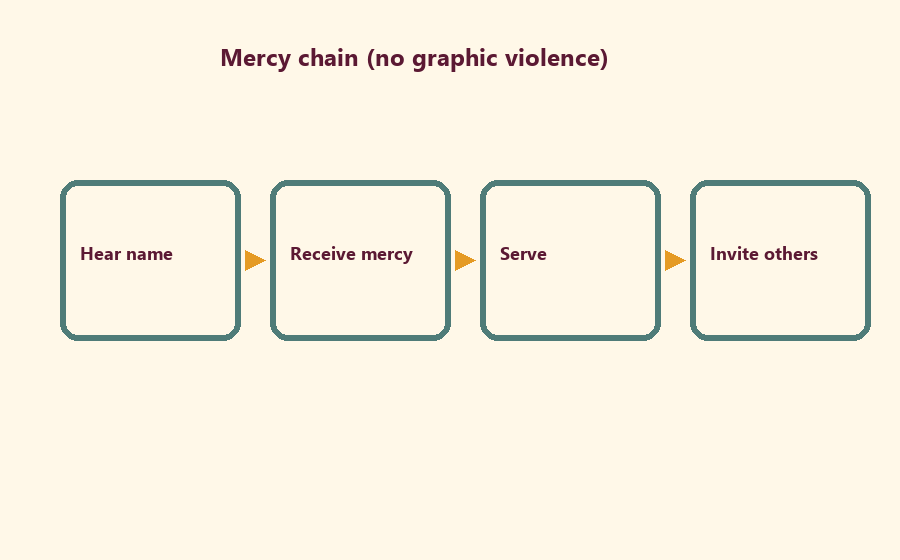 Mercy chain (no graphic violence)
Hear name
Receive mercy
Serve
Invite others